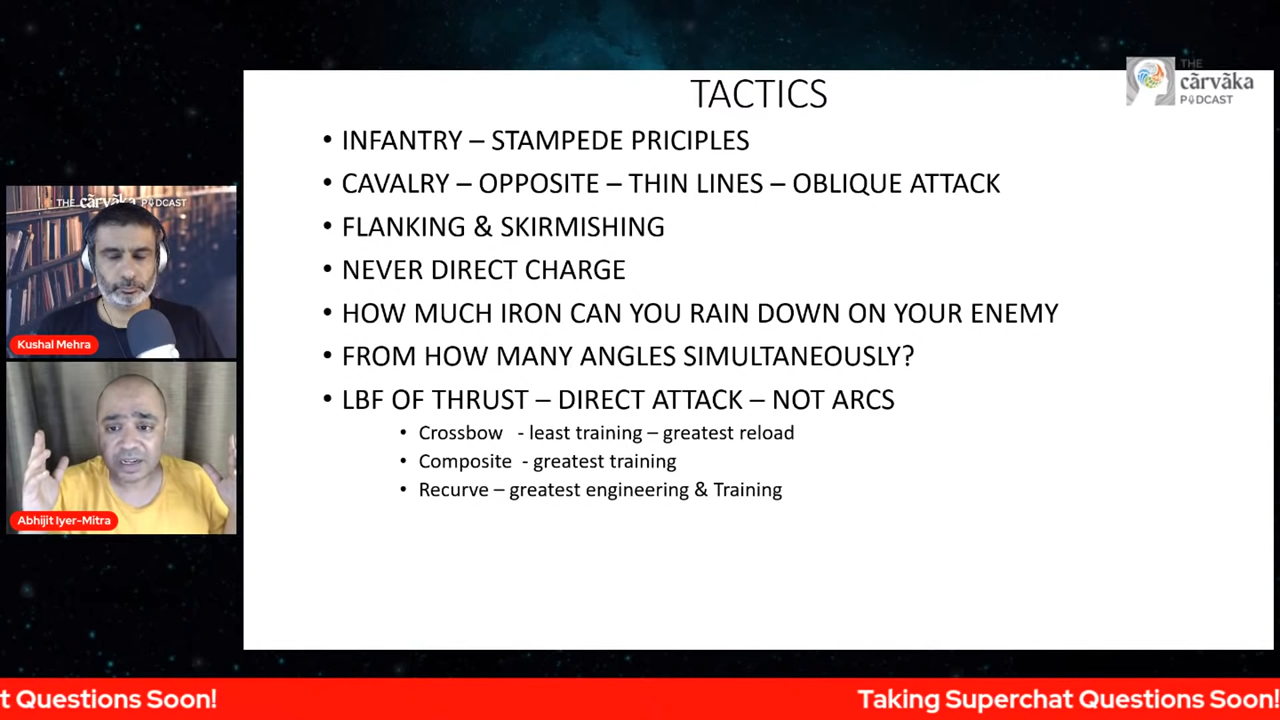 TACTICS
• INFANTRY – STAMPEDE PRICIPLES
• CAVALRY – OPPOSITE – THIN LINES – OBLIQUE ATTACK
• FLANKING & SKIRMISHING
• NEVER DIRECT CHARGE
• HOW MUCH IRON CAN YOU RAIN DOWN ON YOUR ENEMY
• FROM HOW MANY ANGLES SIMULTANEOUSLY?
• LBF OF THRUST – DIRECT ATTACK – NOT ARCS
• Crossbow - least training – greatest reload
• Composite - greatest training
• Recurve – greatest engineering & Training
THE
cārvāka
PODCAST
THE cārvāka PODCAST
Kushal Mehra
Abhijit Iyer-Mitra
t Questions Soon! Taking Superchat Questions Soon!